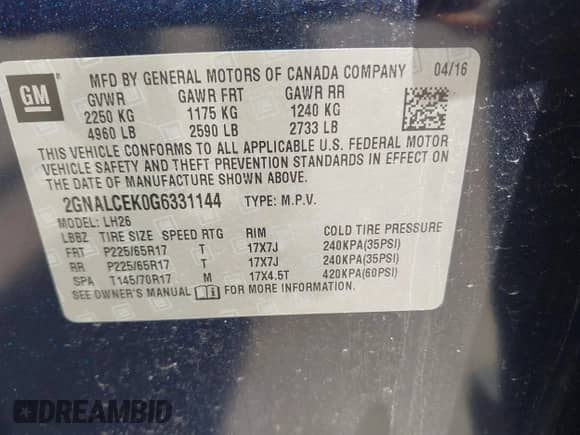 GM
MFD BY GENERAL MOTORS OF CANADA COMPANY 04/16
GVWR GAWR FRT GAWR RR
2250 KG 1175 KG 1240 KG
4960 LB 2590 LB 2733 LB
THIS VEHICLE CONFORMS TO ALL APPLICABLE U.S. FEDERAL MOTOR
VEHICLE SAFETY AND THEFT PREVENTION STANDARDS IN EFFECT ON
THE DATE OF MANUFACTURE SHOWN ABOVE.
2GNALCEK0G6331144 TYPE: M.P.V.
MODEL: LH26
LBBZ TIRE SIZE SPEED RTG RIM COLD TIRE PRESSURE
FRT P225/65R17 T 17X7J 240KPA(35PSI)
RR P225/65R17 T 17X7J 240KPA(35PSI)
SPA T145/70R17 M 17X4.5T 420KPA(60PSI)
SEE OWNER'S MANUAL FOR MORE INFORMATION
DREAMBID